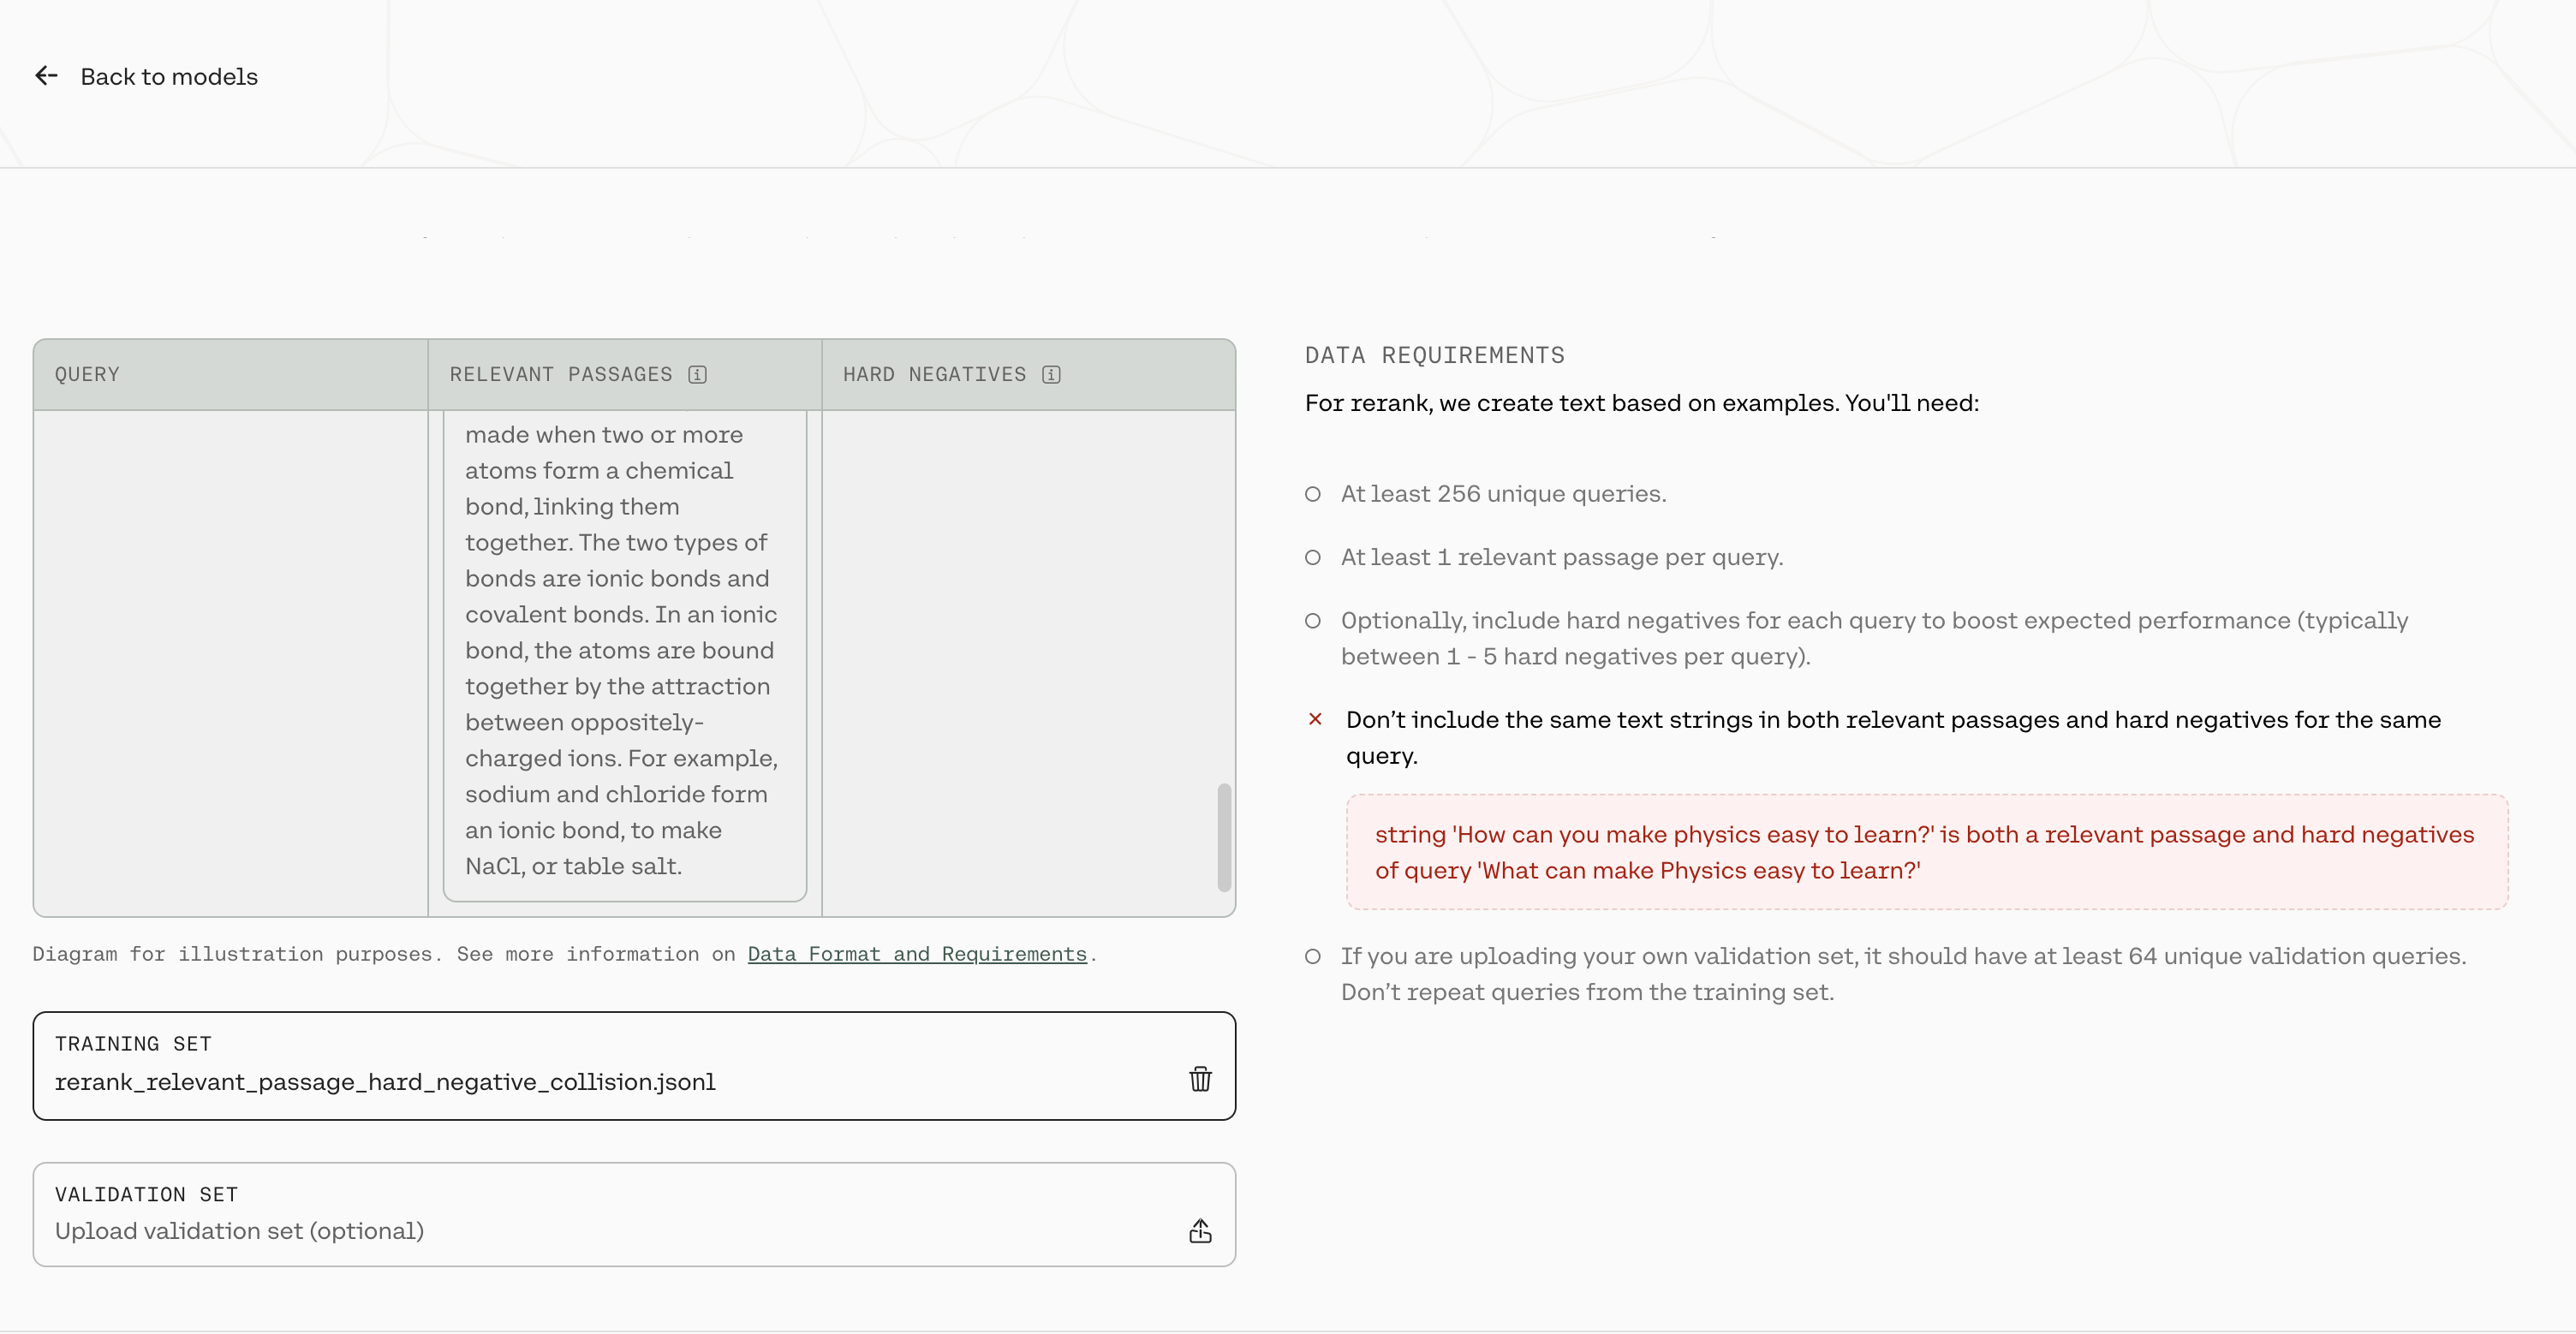 Back to models
QUERY
RELEVANT PASSAGES
HARD NEGATIVES
made when two or more
atoms form a chemical
bond, linking them
together. The two types of
bonds are ionic bonds and
covalent bonds. In an ionic
bond, the atoms are bound
together by the attraction
between oppositely-
charged ions. For example,
sodium and chloride form
an ionic bond, to make
NaCl, or table salt.
Diagram for illustration purposes. See more information on Data Format and Requirements.
TRAINING SET
rerank_relevant_passage_hard_negative_collision.jsonl
VALIDATION SET
Upload validation set (optional)
DATA REQUIREMENTS
For rerank, we create text based on examples. You'll need:
At least 256 unique queries.
At least 1 relevant passage per query.
Optionally, include hard negatives for each query to boost expected performance (typically
between 1 - 5 hard negatives per query).
Don’t include the same text strings in both relevant passages and hard negatives for the same
query.
string 'How can you make physics easy to learn?' is both a relevant passage and hard negatives
of query 'What can make Physics easy to learn?'
If you are uploading your own validation set, it should have at least 64 unique validation queries.
Don’t repeat queries from the training set.